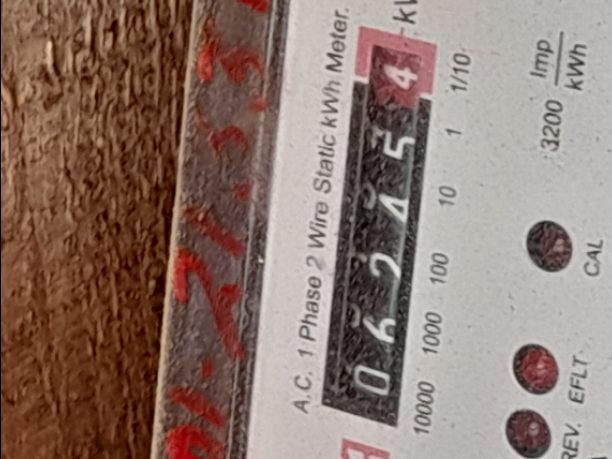 A.C. 1 Phase 2 Wire Static kWh Meter.
0 6 2 4 5 4
10000 1000 100 10 1 1/10
3200 Imp/kWh
REV. EFLT CAL